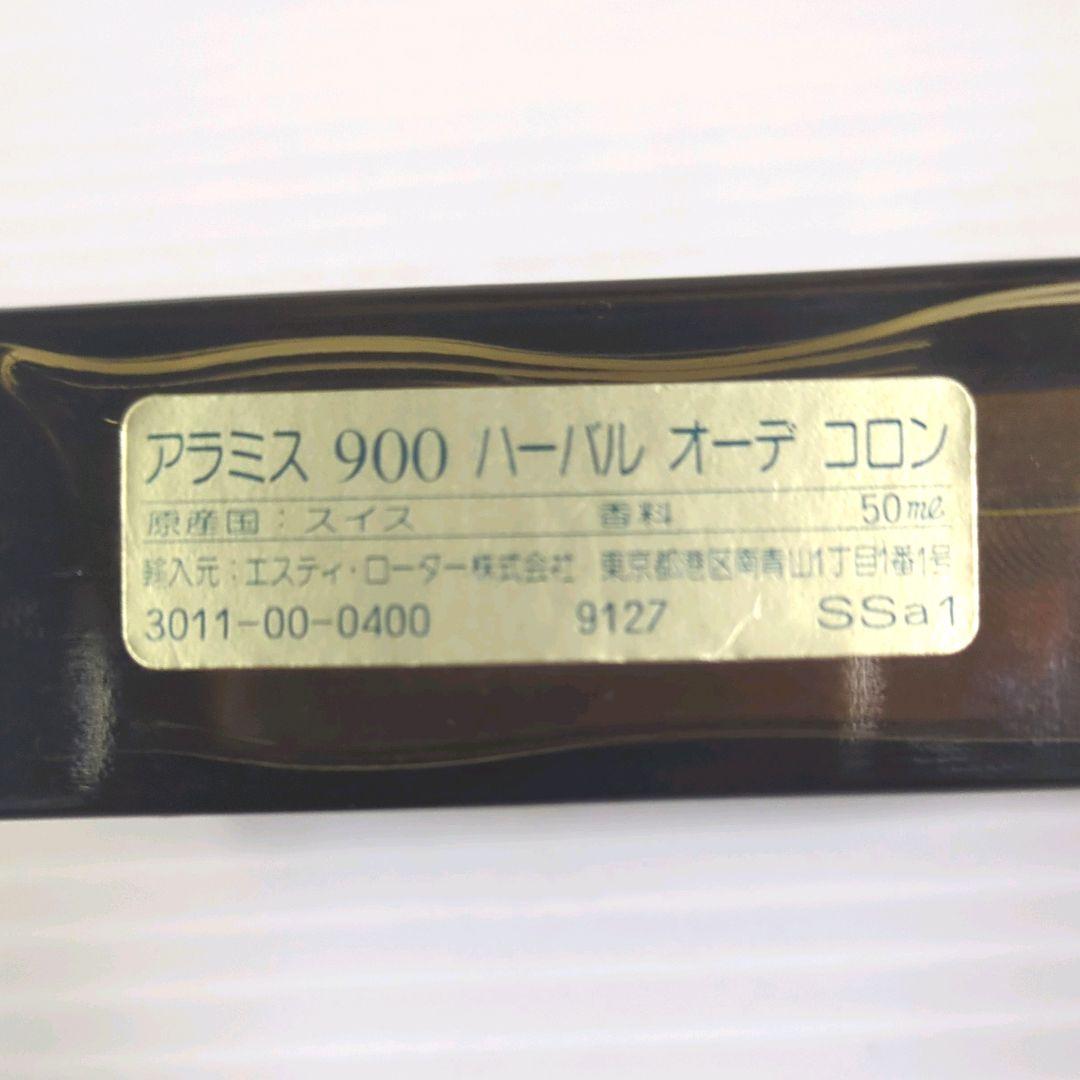 アラミス 900 ハーバル オーデ コロン
原産国：スイス 香料 50ml
輸入元：エスティ・ローダー株式会社 東京都港区南青山1丁目1番1号
3011-00-0400 9127 SSa1